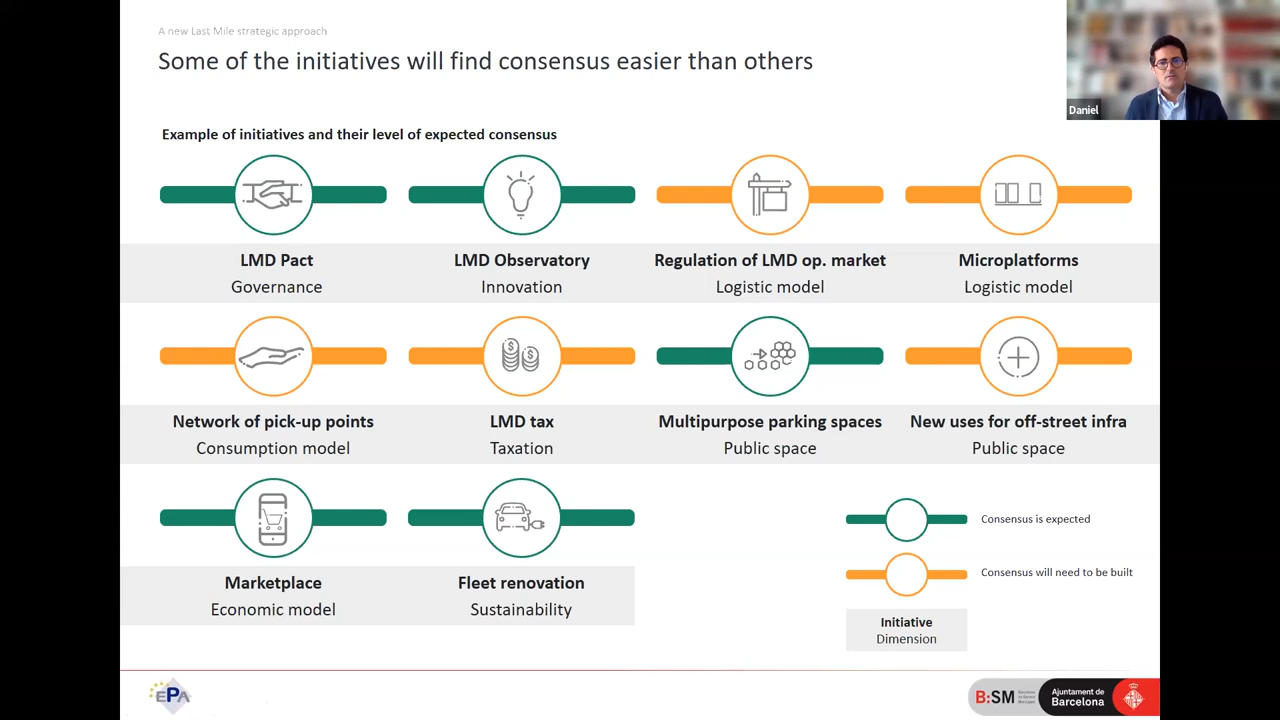 A new Last Mile strategic approach
Some of the initiatives will find consensus easier than others
Daniel
Example of initiatives and their level of expected consensus
LMD Pact
Governance
LMD Observatory
Innovation
Regulation of LMD op. market
Logistic model
Microplatforms
Logistic model
Network of pick-up points
Consumption model
LMD tax
Taxation
Multipurpose parking spaces
Public space
New uses for off-street infra
Public space
Marketplace
Economic model
Fleet renovation
Sustainability
Consensus is expected
Consensus will need to be built
Initiative
Dimension
EPA
B:SM
Ajuntament de
Barcelona